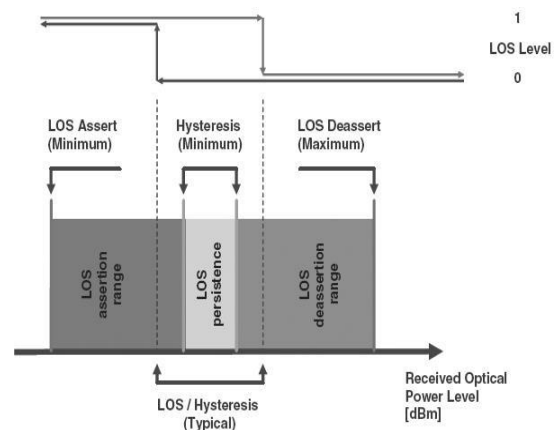 1
LOS Level
0
LOS Assert
(Minimum)
Hysteresis
(Minimum)
LOS Deassert
(Maximum)
LOS
assertion
range
LOS
persistence
LOS
deassertion
range
Received Optical
Power Level
[dBm]
LOS / Hysteresis
(Typical)